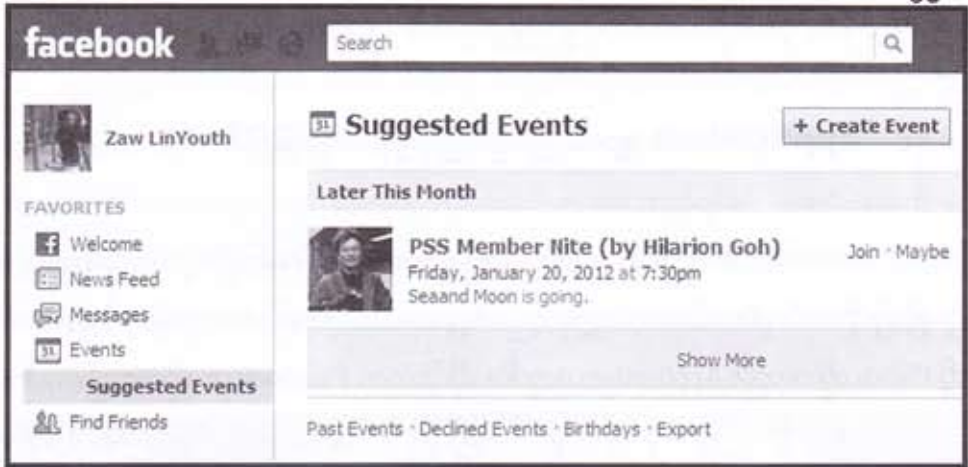 facebook
Search
Zaw LinYouth
FAVORITES
Welcome
News Feed
Messages
31 Events
Suggested Events
Find Friends
31 Suggested Events
+ Create Event
Later This Month
PSS Member Nite (by Hilarion Goh)
Join · Maybe
Friday, January 20, 2012 at 7:30pm
Seaand Moon is going.
Show More
Past Events · Declined Events · Birthdays · Export